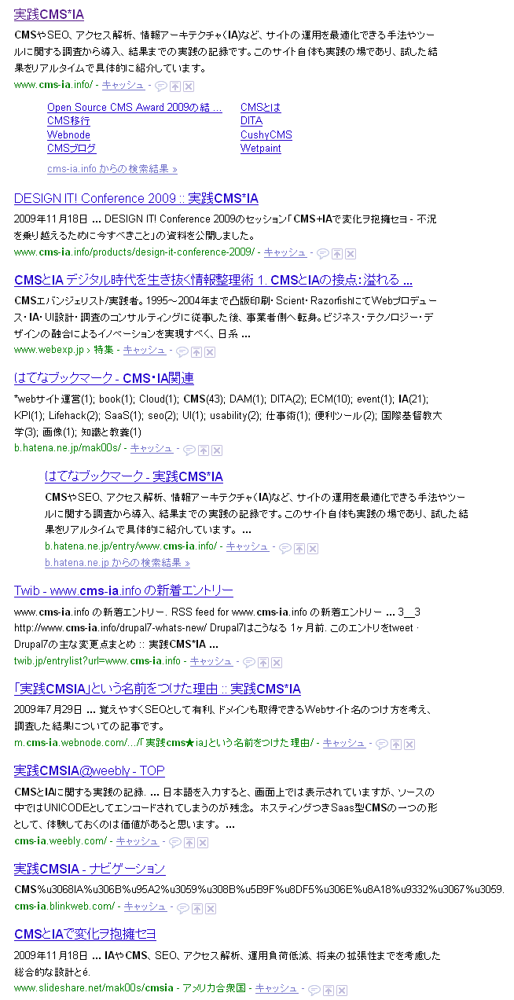 実践CMS*IA
CMSやSEO、アクセス解析、情報アーキテクチャ(IA)など、サイトの運用を最適化できる手法やツー
ルに関する調査から導入、結果までの実践の記録です。このサイト自体も実践の場であり、試した結
果をリアルタイムで具体的に紹介しています。
www.cms-ia.info/ - キャッシュ -
Open Source CMS Award 2009の結 ... CMSとは
CMS移行 DITA
Webnode CushyCMS
CMSブログ Wetpaint
cms-ia.info からの検索結果 »
DESIGN IT! Conference 2009 :: 実践CMS*IA
2009年11月18日 ... DESIGN IT! Conference 2009のセッション「CMS+IAで変化ヲ抱擁セヨ - 不況
を乗り越えるために今すべきこと」の資料を公開しました。
www.cms-ia.info/products/design-it-conference-2009/ - キャッシュ -
CMSとIA デジタル時代を生き抜く情報整理術 1. CMSとIAの接点:溢れる ...
CMSエバンジェリスト/実践者。1995～2004年まで凸版印刷・Scient・RazorfishにてWebプロデュー
ス・IA・UI設計・調査のコンサルティングに従事した後、事業者側へ転身。ビジネス・テクノロジー・デ
ザインの融合によるイノベーションを実現すべく、日系 ...
www.webexp.jp › 特集 - キャッシュ -
はてなブックマーク - CMS・IA関連
*webサイト運営(1); book(1); Cloud(1); CMS(43); DAM(1); DITA(2); ECM(10); event(1); IA(21);
KPI(1); Lifehack(2); SaaS(1); seo(2); UI(1); usability(2); 仕事術(1); 便利ツール(2); 国際基督教大
学(3); 画像(1); 知識と教養(1)
b.hatena.ne.jp/mak00s/ - キャッシュ -
はてなブックマーク - 実践CMS*IA
CMSやSEO、アクセス解析、情報アーキテクチャ(IA)など、サイトの運用を最適化できる手法やツー
ルに関する調査から導入、結果までの実践の記録です。このサイト自体も実践の場であり、試した結
果をリアルタイムで具体的に紹介しています。 ...
b.hatena.ne.jp/entry/www.cms-ia.info/ - キャッシュ -
b.hatena.ne.jp からの検索結果 »
Twib - www.cms-ia.info の新着エントリー
www.cms-ia.info の新着エントリー. RSS feed for www.cms-ia.info の新着エントリー ... 3__3
http://www.cms-ia.info/drupal7-whats-new/ Drupal7はこうなる 1ヶ月前. このエントリをtweet ·
Drupal7の主な変更点まとめ :: 実践CMS*IA ...
twib.jp/entrylist?url=www.cms-ia.info - キャッシュ -
「実践CMSIA」という名前をつけた理由 :: 実践CMS*IA
2009年7月29日 ... 覚えやすくSEOとして有利、ドメインも取得できるWebサイト名のつけ方を考え、
調査した結果についての記事です。
m.cms-ia.webnode.com/.../「実践cms★ia」という名前をつけた理由/ - キャッシュ -
実践CMSIA@weebly - TOP
CMSとIAに関する実践の記録. ... 日本語を入力すると、画面上では表示されていますが、ソースの
中ではUNICODEとしてエンコードされてしまうのが残念。 ホスティングつきSaas型CMSの一つの形
として、体験しておくのは価値があると思います。 ...
cms-ia.weebly.com/ - キャッシュ -
実践CMSIA - ナビゲーション
CMS%u3068IA%u306B%u95A2%u3059%u308B%u5B9F%u8DF5%u306E%u8A18%u9332%u3067%u3059.
cms-ia.blinkweb.com/ - キャッシュ -
CMSとIAで変化ヲ抱擁セヨ
2009年11月18日 ... IAやCMS、SEO、アクセス解析、運用負荷低減、将来の拡張性までを考慮した
総合的な設計とé.
www.slideshare.net/mak00s/cmsia - アメリカ合衆国 - キャッシュ -